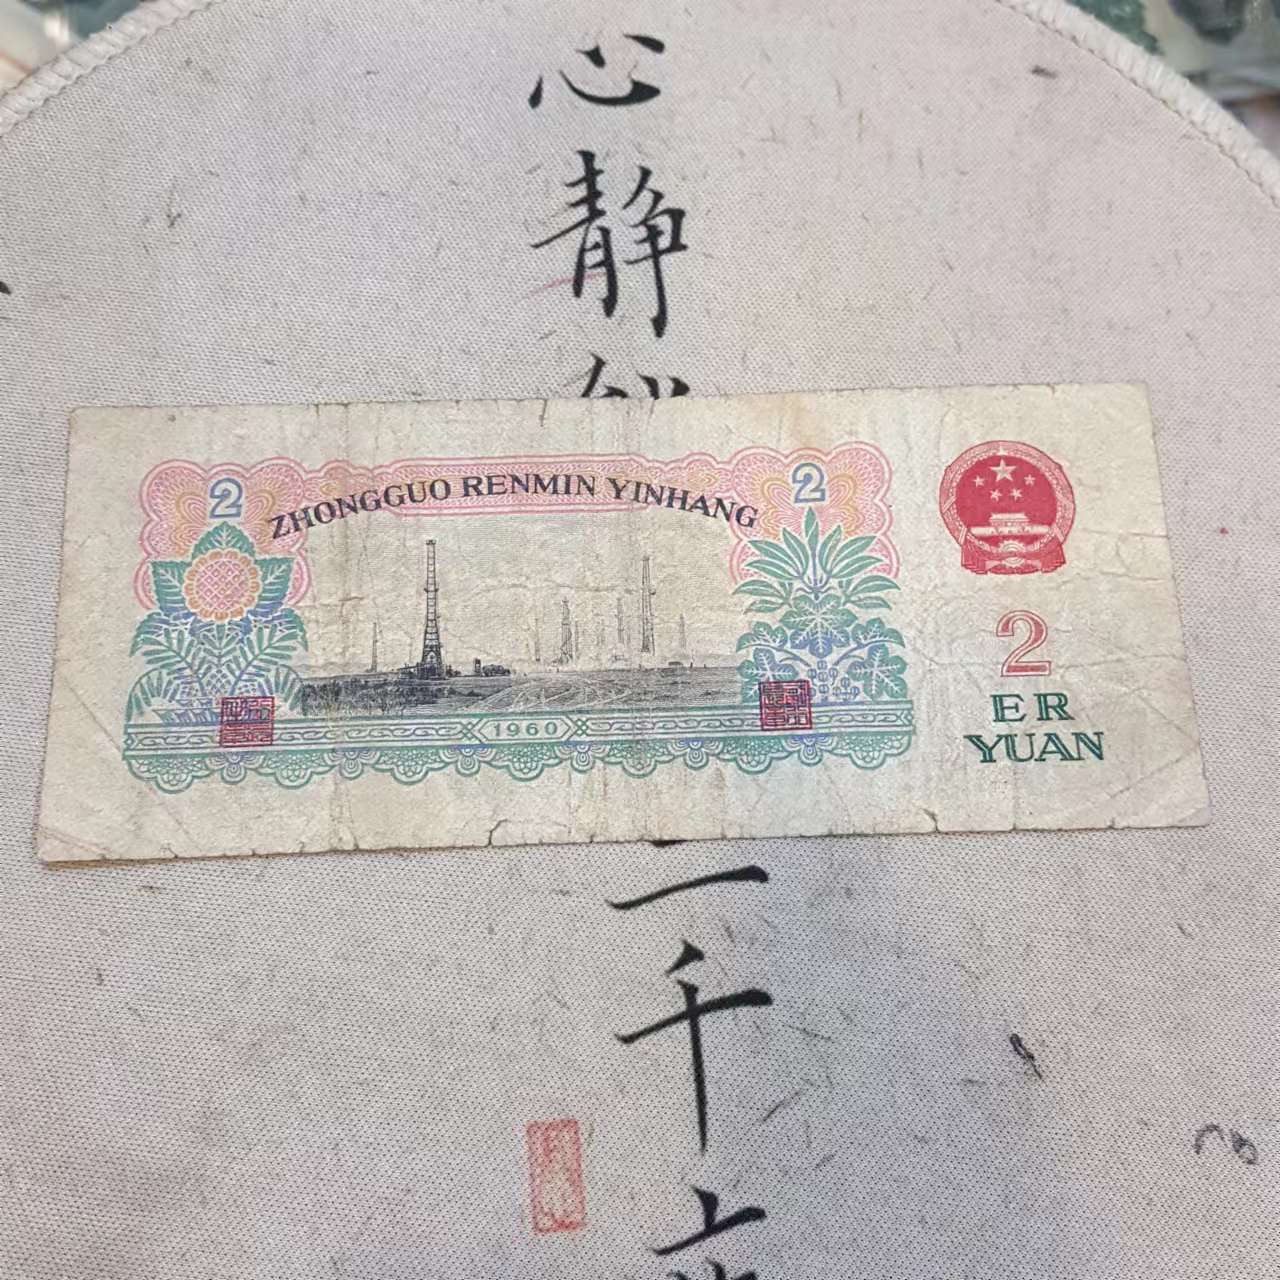 心
静
2
ZHONGGUO RENMIN YINHANG
2
1960
2
ER
YUAN
一
千